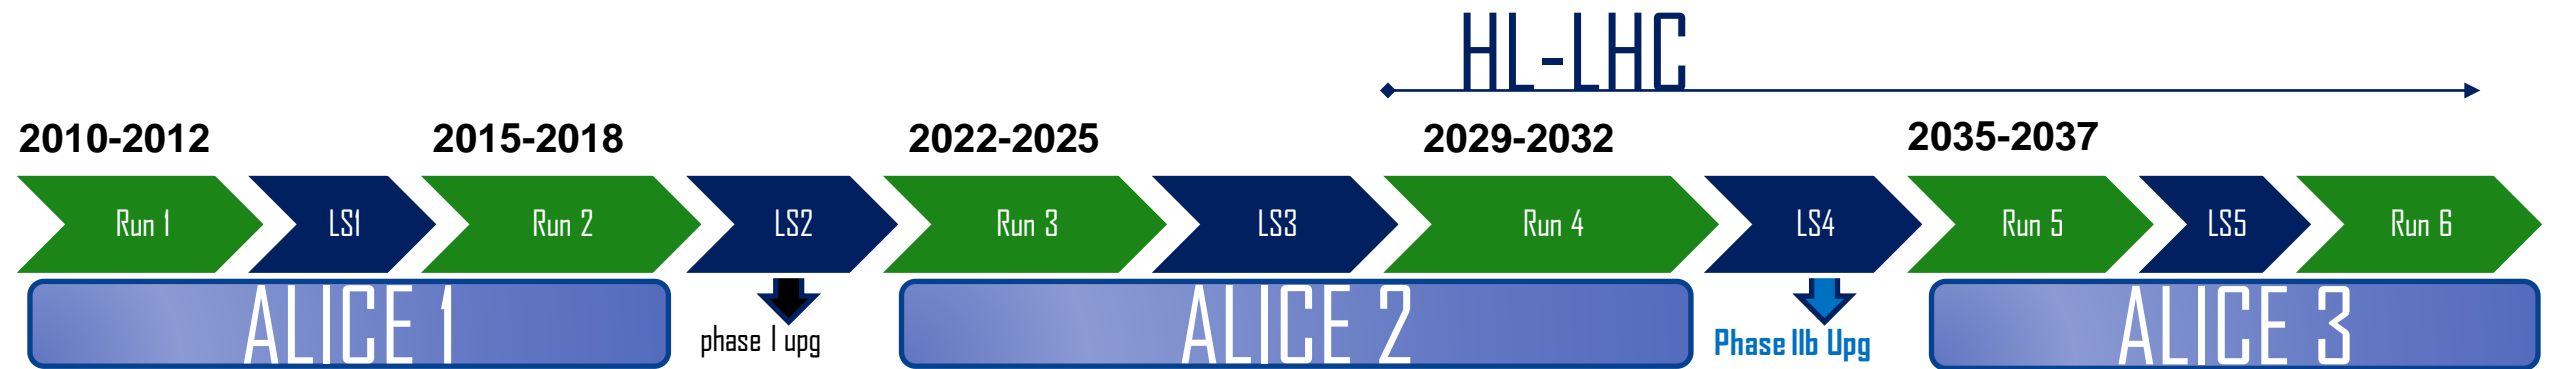 HL-LHC
2010-2012 2015-2018 2022-2025 2029-2032 2035-2037
Run 1 LS1 Run 2 LS2 Run 3 LS3 Run 4 LS4 Run 5 LS5 Run 6
ALICE 1 phase I upg ALICE 2 Phase IIb Upg ALICE 3